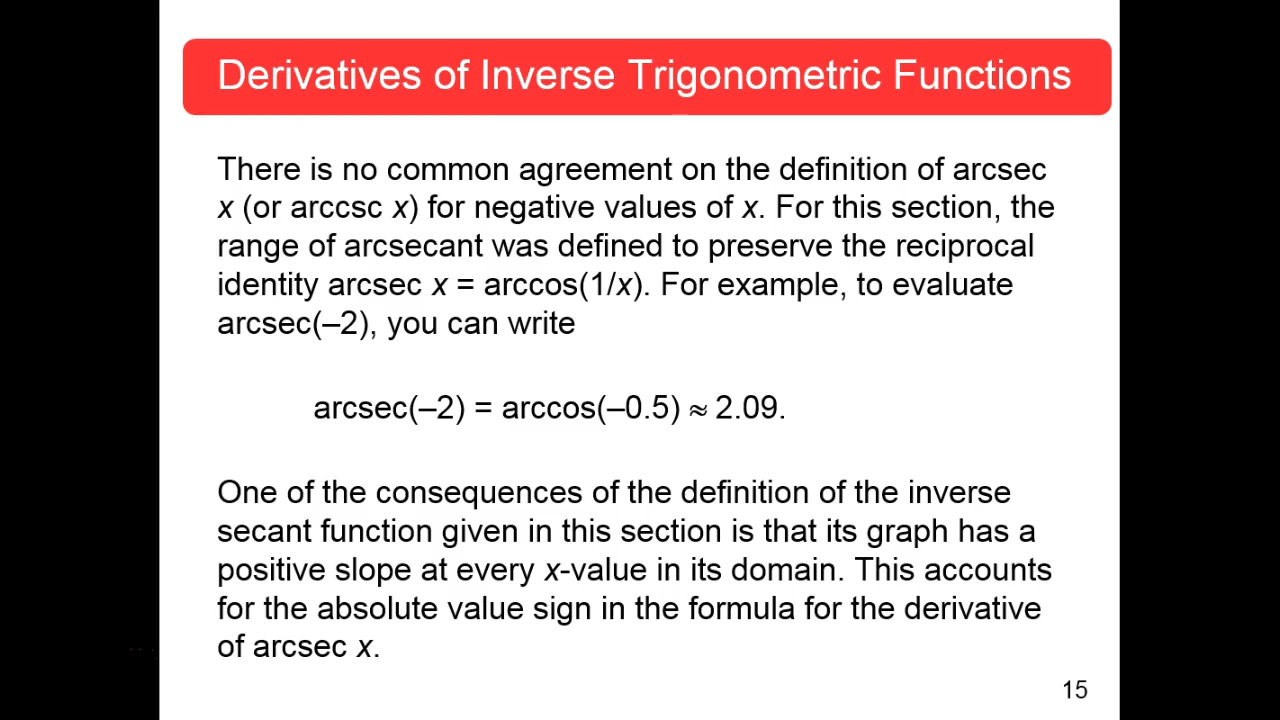 Derivatives of Inverse Trigonometric Functions
There is no common agreement on the definition of arcsec
x (or arccsc x) for negative values of x. For this section, the
range of arcsecant was defined to preserve the reciprocal
identity arcsec x = arccos(1/x). For example, to evaluate
arcsec(–2), you can write
arcsec(–2) = arccos(–0.5) ≈ 2.09.
One of the consequences of the definition of the inverse
secant function given in this section is that its graph has a
positive slope at every x-value in its domain. This accounts
for the absolute value sign in the formula for the derivative
of arcsec x.
15